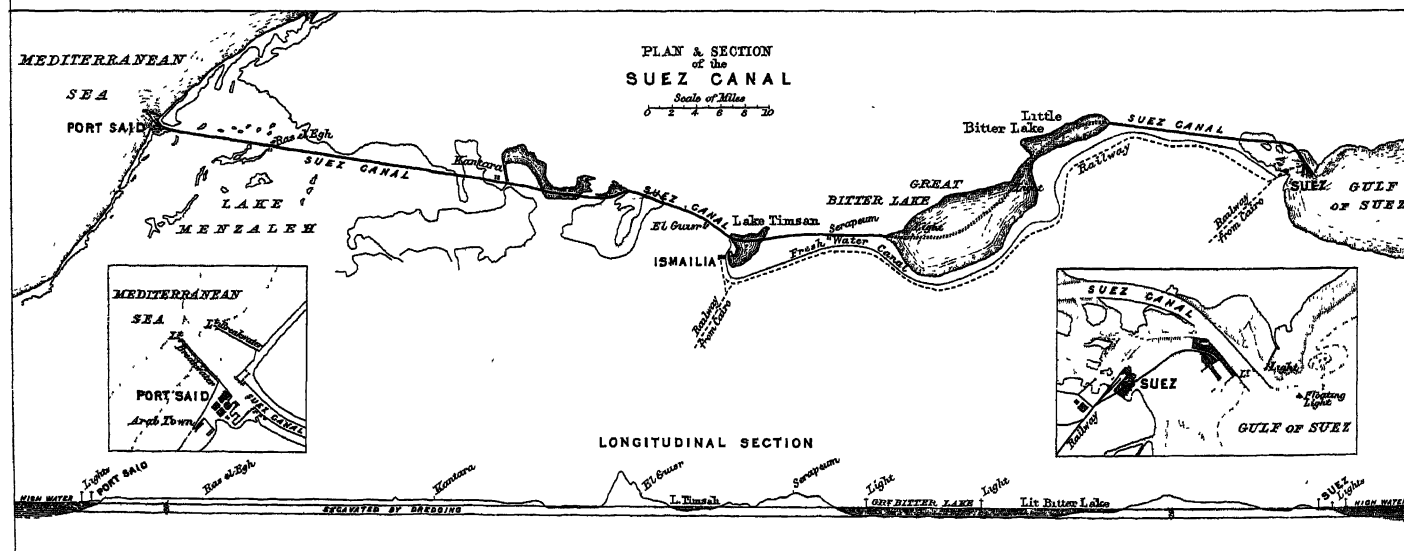 PLAN & SECTION
of the
SUEZ CANAL
Scale of Miles
0 2 4 6 8 10
MEDITERRANEAN
SEA
PORT SAID
Ras el Egh
SUEZ CANAL
LAKE
MENZALEH
Kantara
SUEZ CANAL
El Guisr
Lake Timsah
ISMAILIA
Railway
from Cairo
Serapeum
Fresh Water Canal
GREAT
BITTER LAKE
Light
Light
Little
Bitter Lake
Railway
SUEZ CANAL
Railway
from Cairo
SUEZ
GULF
OF SUEZ
MEDITERRANEAN
SEA
Lt.
Breakwater
Lt.
Breakwater
PORT SAID
Arab Town
SUEZ CANAL
SUEZ CANAL
SUEZ
Railway
Lt.
Light
Floating
Light
GULF OF SUEZ
LONGITUDINAL SECTION
HIGH WATER
Lights
PORT SAID
Ras el Egh
Kantara
El Guisr
L. Timsah
Serapeum
Light
GRT BITTER LAKE
Light
Lit Bitter Lake
SUEZ
Lights
HIGH WATER
EXCAVATED BY DREDGING